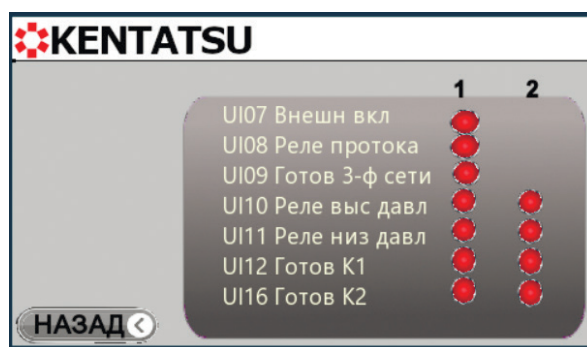 KENTATSU
1 2
UI07 Внешн вкл
UI08 Реле протока
UI09 Готов 3-ф сети
UI10 Реле выс давл
UI11 Реле низ давл
UI12 Готов К1
UI16 Готов К2
НАЗАД